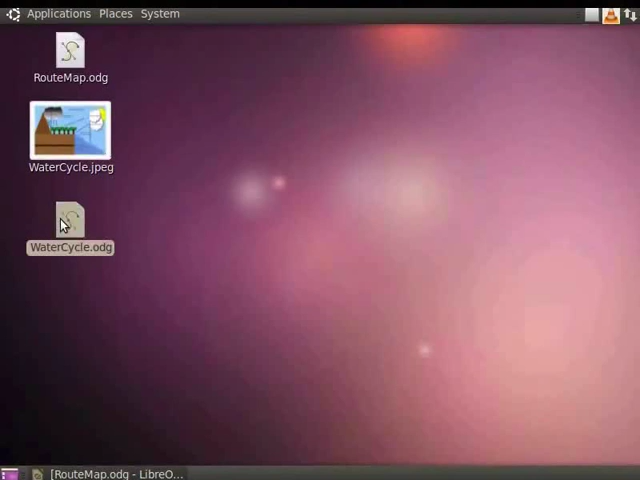 Applications Places System
RouteMap.odg
WaterCycle.jpeg
WaterCycle.odg
[RouteMap.odg - LibreO...